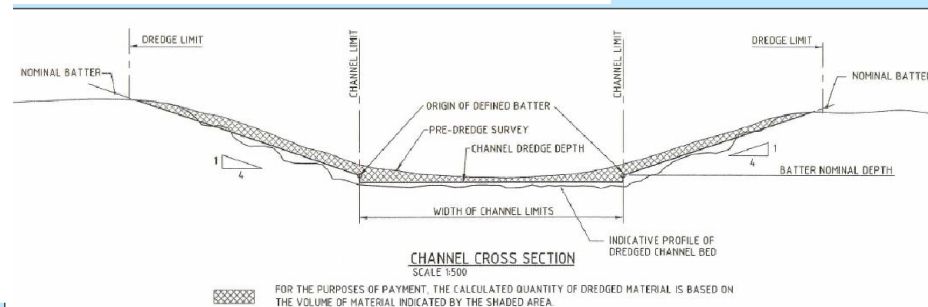 DREDGE LIMIT
CHANNEL LIMIT
CHANNEL LIMIT
DREDGE LIMIT
NOMINAL BATTER
NOMINAL BATTER
ORIGIN OF DEFINED BATTER
PRE-DREDGE SURVEY
CHANNEL DREDGE DEPTH
1
4
1
4
BATTER NOMINAL DEPTH
WIDTH OF CHANNEL LIMITS
INDICATIVE PROFILE OF
DREDGED CHANNEL BED
CHANNEL CROSS SECTION
SCALE 1:500
FOR THE PURPOSES OF PAYMENT, THE CALCULATED QUANTITY OF DREDGED MATERIAL IS BASED ON
THE VOLUME OF MATERIAL INDICATED BY THE SHADED AREA.